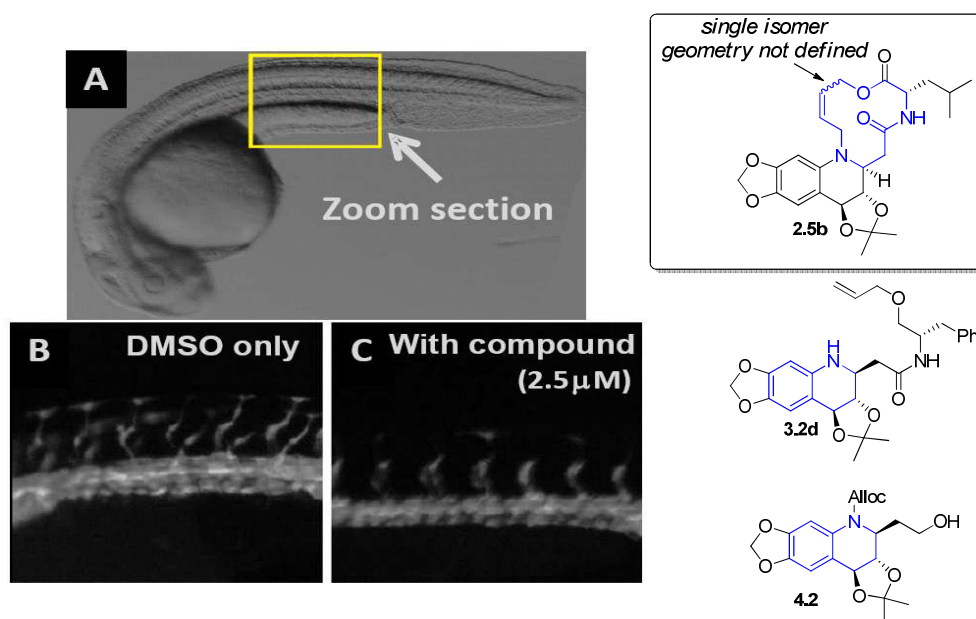 A
Zoom section
B
DMSO only
C
With compound
(2.5µM)
single isomer
geometry not defined
O
O
O
NH
N
H
O
O
O
O
2.5b
O
Ph
H
N
NH
O
O
O
O
O
3.2d
Alloc
N
OH
O
O
O
O
4.2